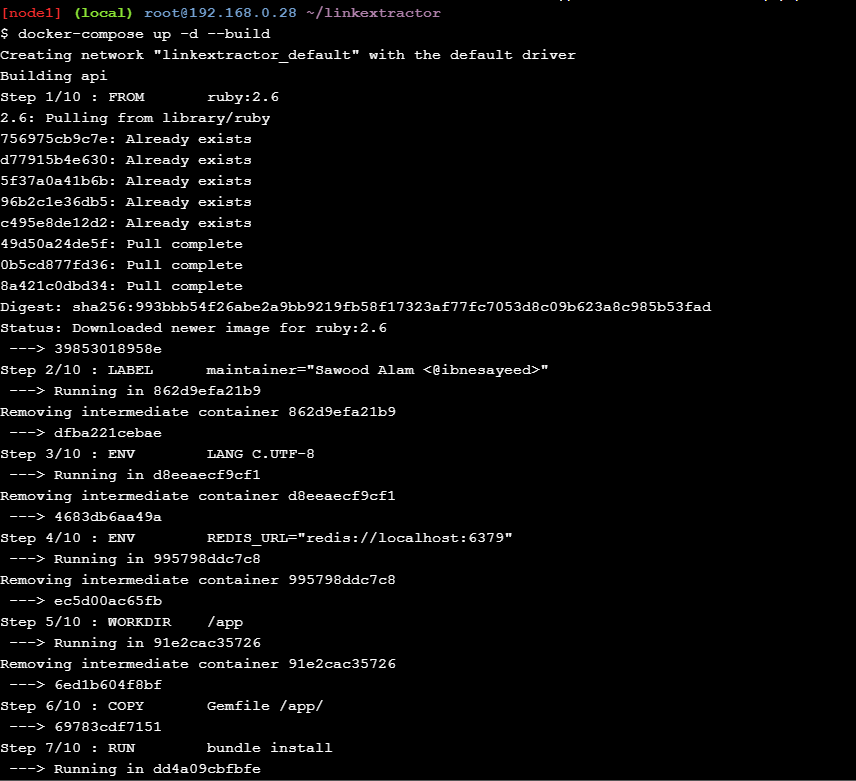 [node1] (local) root@192.168.0.28 ~/linkextractor
$ docker-compose up -d --build
Creating network "linkextractor_default" with the default driver
Building api
Step 1/10 : FROM       ruby:2.6
2.6: Pulling from library/ruby
756975cb9c7e: Already exists
d77915b4e630: Already exists
5f37a0a41b6b: Already exists
96b2c1e36db5: Already exists
c495e8de12d2: Already exists
49d50a24de5f: Pull complete
0b5cd877fd36: Pull complete
8a421c0dbd34: Pull complete
Digest: sha256:993bbb54f26abe2a9bb9219fb58f17323af77fc7053d8c09b623a8c985b53fad
Status: Downloaded newer image for ruby:2.6
 ---> 39853018958e
Step 2/10 : LABEL      maintainer="Sawood Alam <@ibnesayeed>"
 ---> Running in 862d9efa21b9
Removing intermediate container 862d9efa21b9
 ---> dfba221cebae
Step 3/10 : ENV        LANG C.UTF-8
 ---> Running in d8eeaecf9cf1
Removing intermediate container d8eeaecf9cf1
 ---> 4683db6aa49a
Step 4/10 : ENV        REDIS_URL="redis://localhost:6379"
 ---> Running in 995798ddc7c8
Removing intermediate container 995798ddc7c8
 ---> ec5d00ac65fb
Step 5/10 : WORKDIR    /app
 ---> Running in 91e2cac35726
Removing intermediate container 91e2cac35726
 ---> 6ed1b604f8bf
Step 6/10 : COPY       Gemfile /app/
 ---> 69783cdf7151
Step 7/10 : RUN        bundle install
 ---> Running in dd4a09cbfbfe